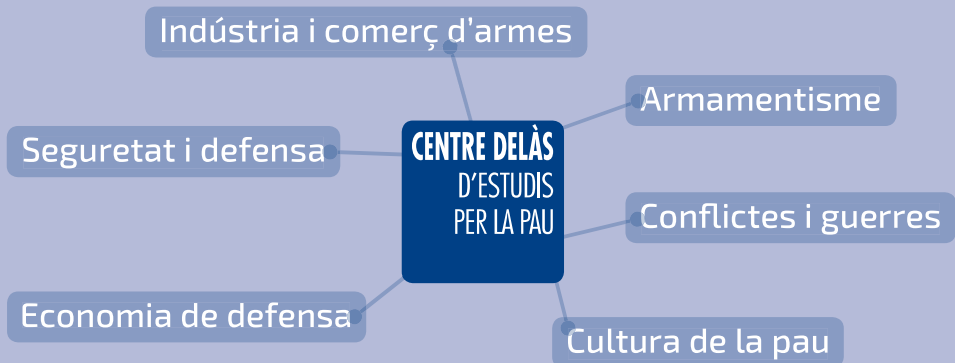 Indústria i comerç d'armes
Armamentisme
Seguretat i defensa
CENTRE DELÀS
D'ESTUDIS
PER LA PAU
Conflictes i guerres
Economia de defensa
Cultura de la pau